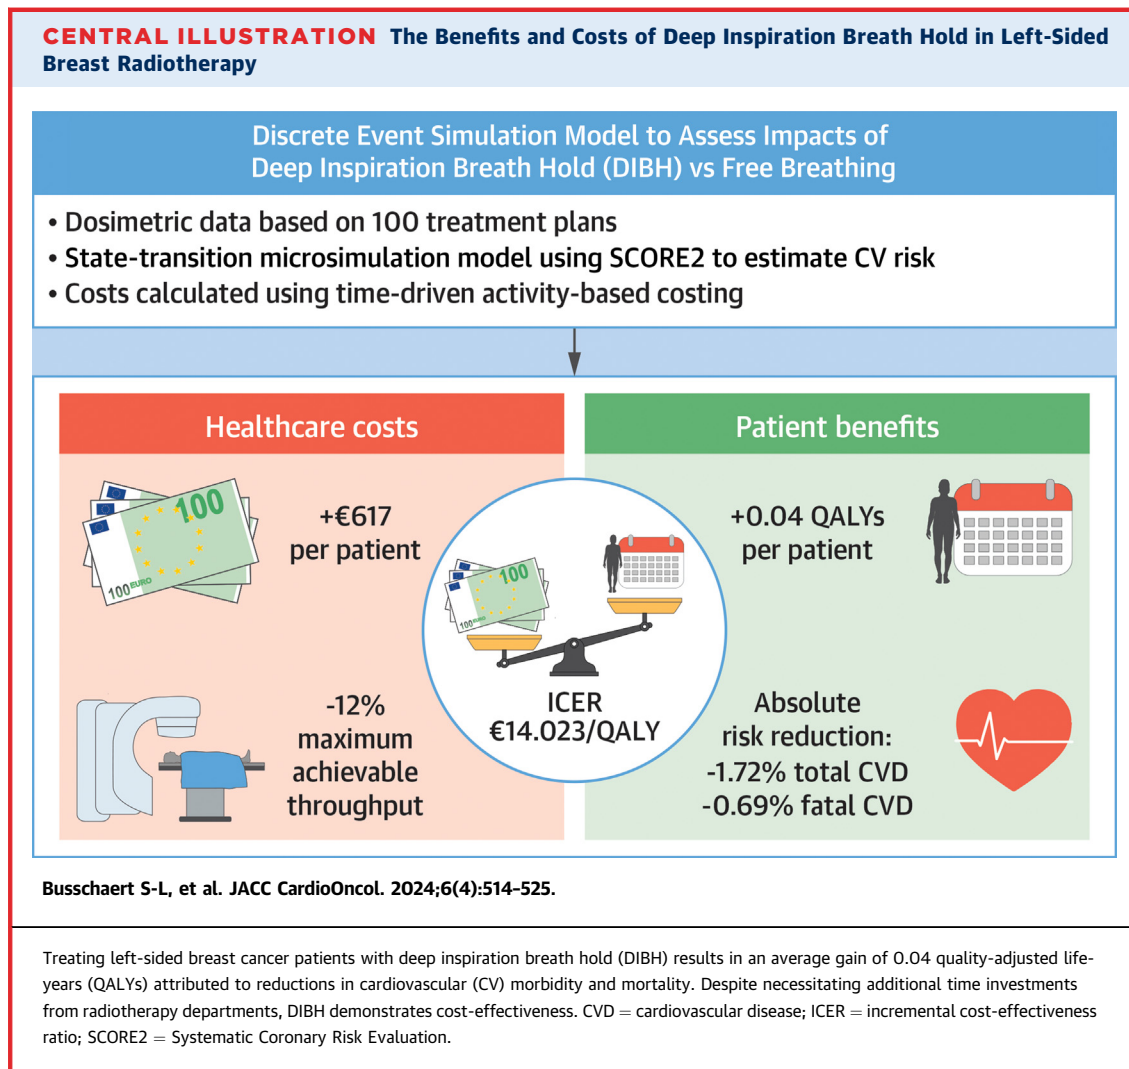 CENTRAL ILLUSTRATION The Benefits and Costs of Deep Inspiration Breath Hold in Left-Sided
Breast Radiotherapy
Discrete Event Simulation Model to Assess Impacts of
Deep Inspiration Breath Hold (DIBH) vs Free Breathing
• Dosimetric data based on 100 treatment plans
• State-transition microsimulation model using SCORE2 to estimate CV risk
• Costs calculated using time-driven activity-based costing
Healthcare costs
100
100 EURO
+€617
per patient
-12%
maximum
achievable
throughput
100
100 EURO
ICER
€14.023/QALY
Patient benefits
+0.04 QALYs
per patient
Absolute
risk reduction:
-1.72% total CVD
-0.69% fatal CVD
Busschaert S-L, et al. JACC CardioOncol. 2024;6(4):514–525.
Treating left-sided breast cancer patients with deep inspiration breath hold (DIBH) results in an average gain of 0.04 quality-adjusted life-
years (QALYs) attributed to reductions in cardiovascular (CV) morbidity and mortality. Despite necessitating additional time investments
from radiotherapy departments, DIBH demonstrates cost-effectiveness. CVD = cardiovascular disease; ICER = incremental cost-effectiveness
ratio; SCORE2 = Systematic Coronary Risk Evaluation.